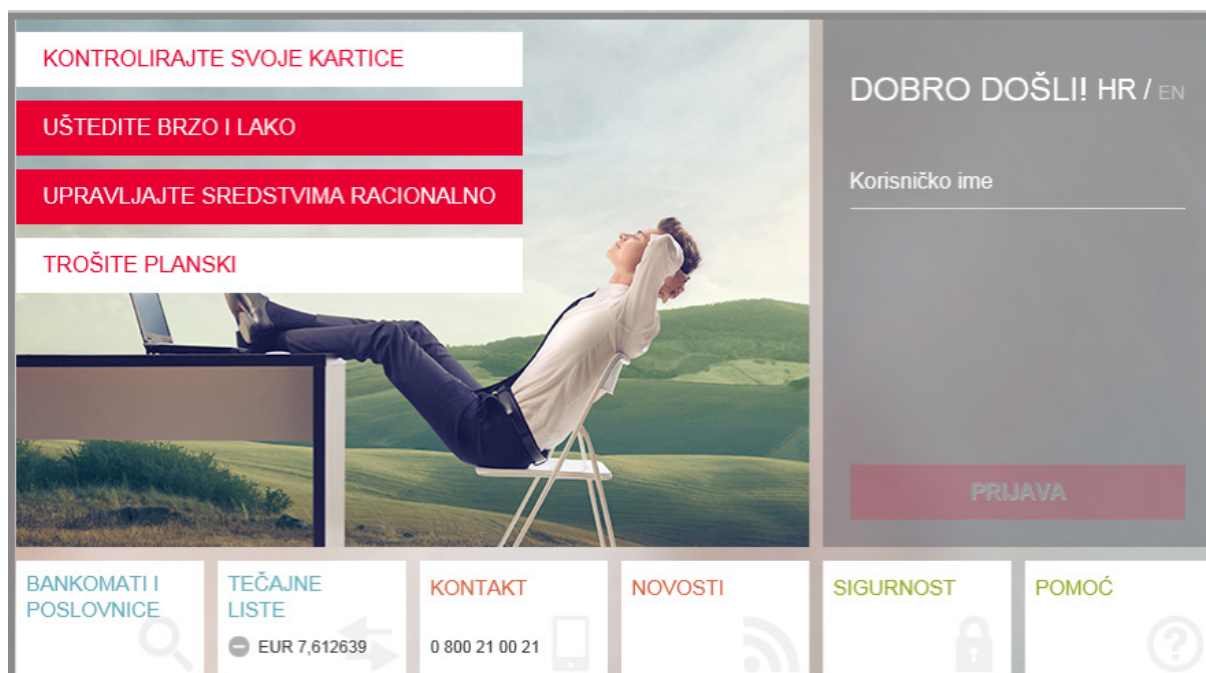 KONTROLIRAJTE SVOJE KARTICE
UŠTEDITE BRZO I LAKO
UPRAVLJAJTE SREDSTVIMA RACIONALNO
TROŠITE PLANSKI
DOBRO DOŠLI! HR / EN
Korisničko ime
PRIJAVA
BANKOMATI I
POSLOVNICE
TEČAJNE
LISTE
EUR 7,612639
KONTAKT
0 800 21 00 21
NOVOSTI
SIGURNOST
POMOĆ